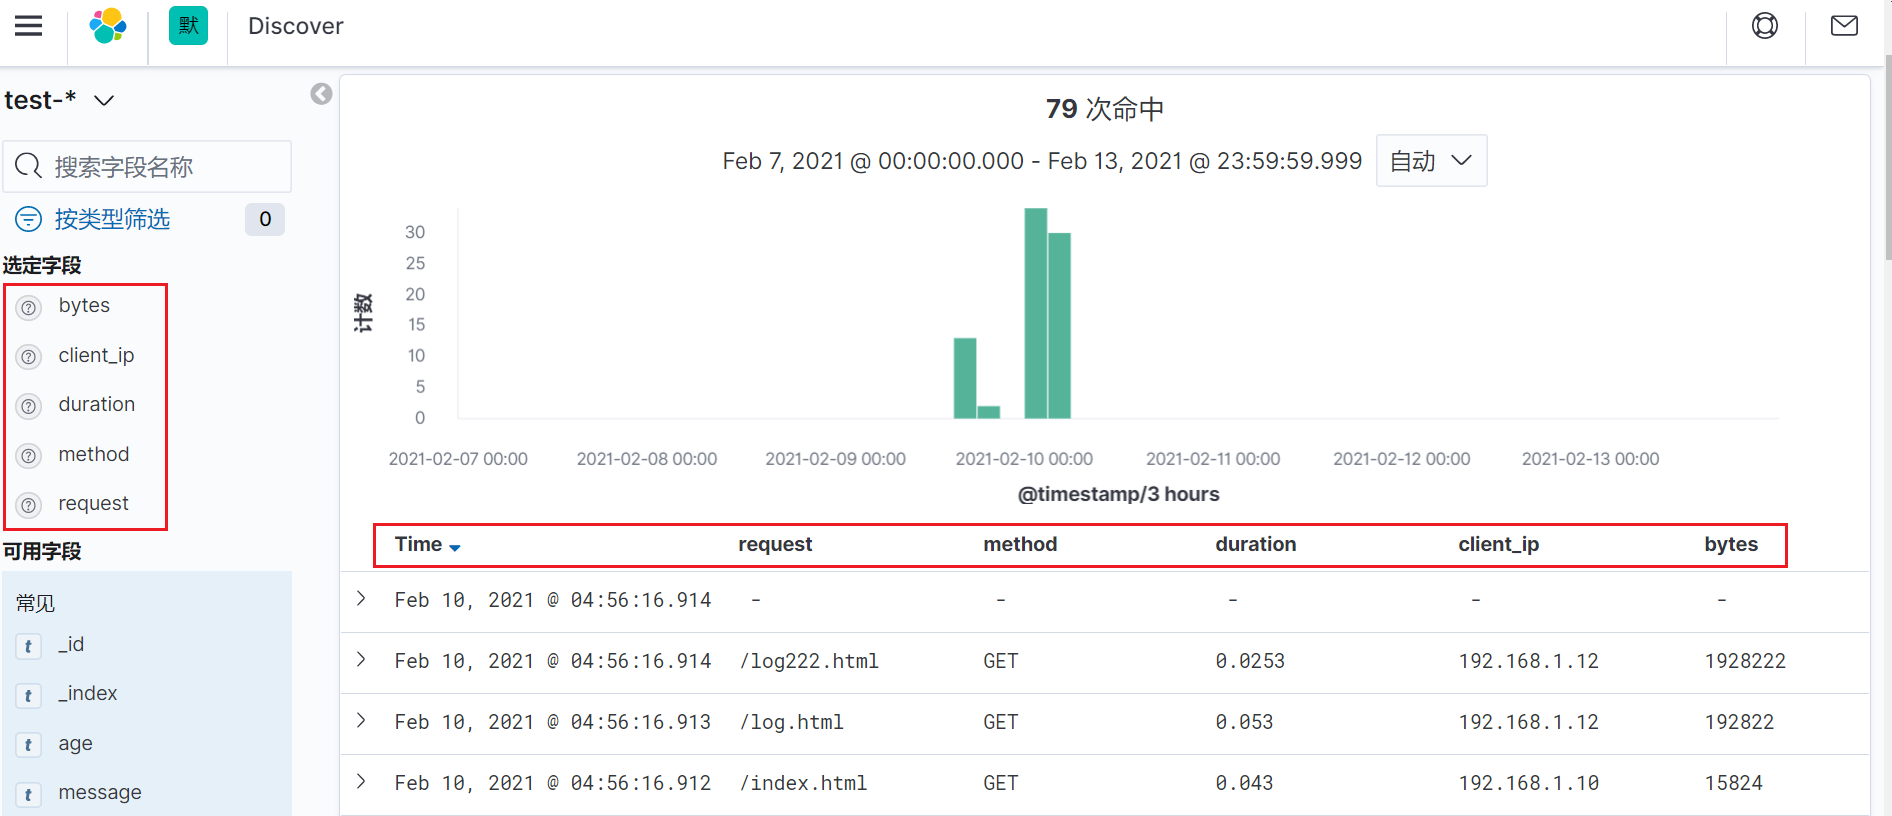 默 Discover
test-*
搜索字段名称
按类型筛选 0
选定字段
bytes
client_ip
duration
method
request
可用字段
常见
t _id
t _index
t age
t message
79 次命中
Feb 7, 2021 @ 00:00:00.000 - Feb 13, 2021 @ 23:59:59.999 自动
计数
30
25
20
15
10
5
0
2021-02-07 00:00 2021-02-08 00:00 2021-02-09 00:00 2021-02-10 00:00 2021-02-11 00:00 2021-02-12 00:00 2021-02-13 00:00
@timestamp/3 hours
Time request method duration client_ip bytes
Feb 10, 2021 @ 04:56:16.914 - - - - -
Feb 10, 2021 @ 04:56:16.914 /log222.html GET 0.0253 192.168.1.12 1928222
Feb 10, 2021 @ 04:56:16.913 /log.html GET 0.053 192.168.1.12 192822
Feb 10, 2021 @ 04:56:16.912 /index.html GET 0.043 192.168.1.10 15824